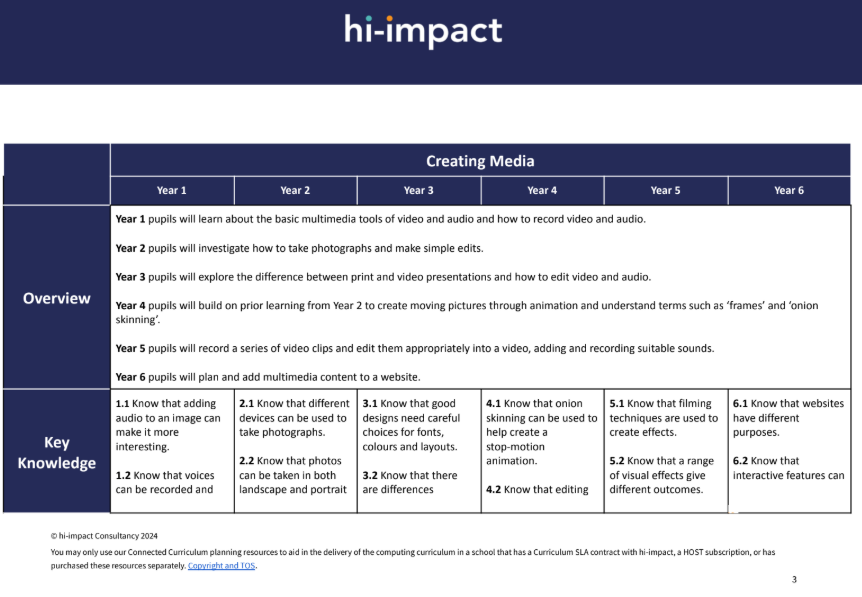 hi-impact
Creating Media
Year 1
Year 2
Year 3
Year 4
Year 5
Year 6
Overview
Year 1 pupils will learn about the basic multimedia tools of video and audio and how to record video and audio.
Year 2 pupils will investigate how to take photographs and make simple edits.
Year 3 pupils will explore the difference between print and video presentations and how to edit video and audio.
Year 4 pupils will build on prior learning from Year 2 to create moving pictures through animation and understand terms such as ‘frames’ and ‘onion
skinning’.
Year 5 pupils will record a series of video clips and edit them appropriately into a video, adding and recording suitable sounds.
Year 6 pupils will plan and add multimedia content to a website.
Key
Knowledge
1.1 Know that adding
audio to an image can
make it more
interesting.
1.2 Know that voices
can be recorded and
2.1 Know that different
devices can be used to
take photographs.
2.2 Know that photos
can be taken in both
landscape and portrait
3.1 Know that good
designs need careful
choices for fonts,
colours and layouts.
3.2 Know that there
are differences
4.1 Know that onion
skinning can be used to
help create a
stop-motion
animation.
4.2 Know that editing
5.1 Know that filming
techniques are used to
create effects.
5.2 Know that a range
of visual effects give
different outcomes.
6.1 Know that websites
have different
purposes.
6.2 Know that
interactive features can
© hi-impact Consultancy 2024
You may only use our Connected Curriculum planning resources to aid in the delivery of the computing curriculum in a school that has a Curriculum SLA contract with hi-impact, a HOST subscription, or has
purchased these resources separately. Copyright and TOS.
3